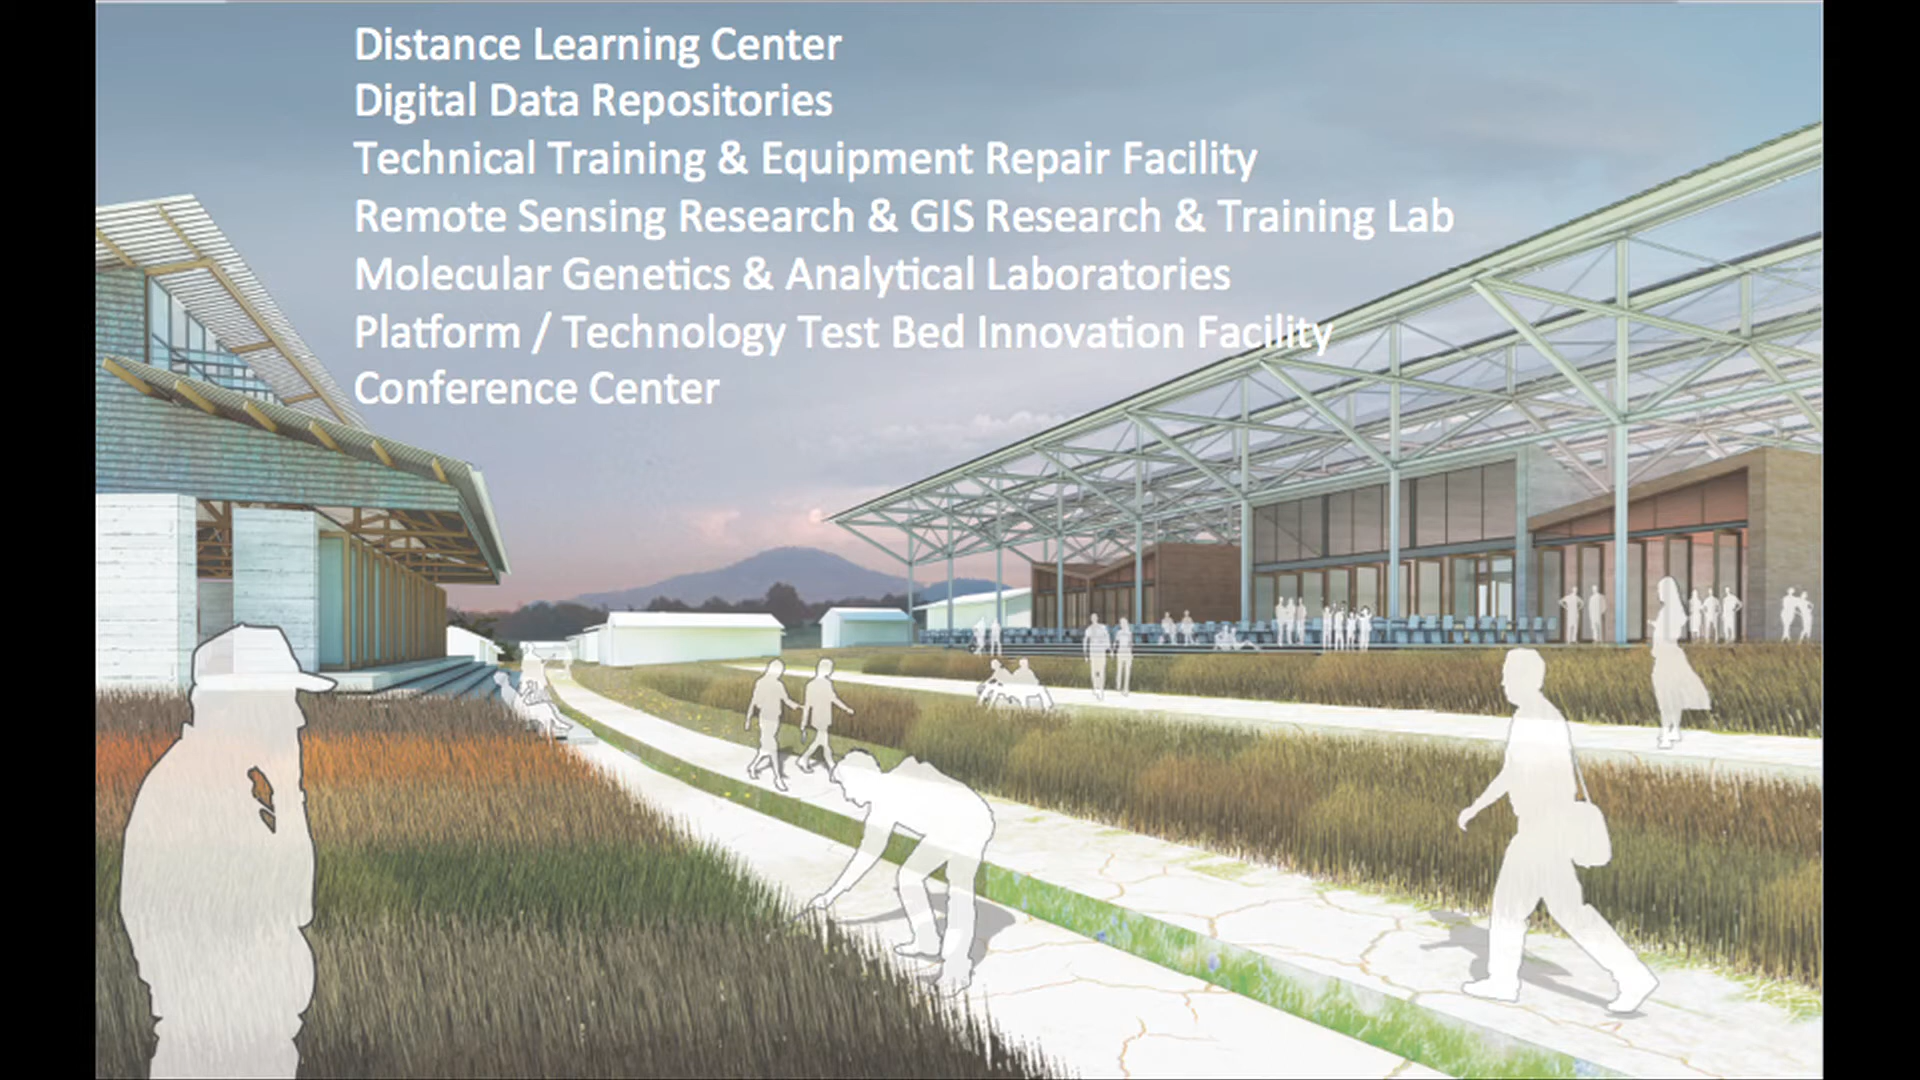 Distance Learning Center
Digital Data Repositories
Technical Training & Equipment Repair Facility
Remote Sensing Research & GIS Research & Training Lab
Molecular Genetics & Analytical Laboratories
Platform / Technology Test Bed Innovation Facility
Conference Center